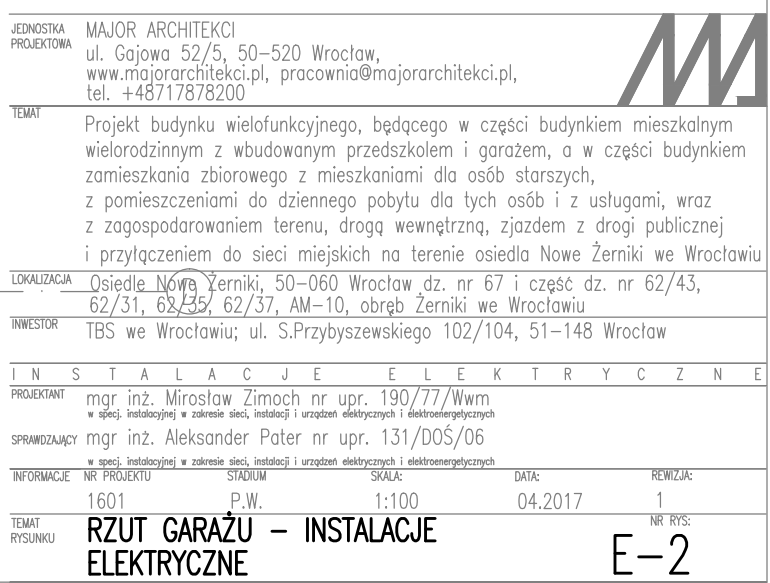 JEDNOSTKA PROJEKTOWA
MAJOR ARCHITEKCI
ul. Gajowa 52/5, 50-520 Wrocław,
www.majorarchitekci.pl, pracownia@majorarchitekci.pl,
tel. +48717878200
TEMAT
Projekt budynku wielofunkcyjnego, będącego w części budynkiem mieszkalnym
wielorodzinnym z wbudowanym przedszkolem i garażem, a w części budynkiem
zamieszkania zbiorowego z mieszkaniami dla osób starszych,
z pomieszczeniami do dziennego pobytu dla tych osób i z usługami, wraz
z zagospodarowaniem terenu, drogą wewnętrzną, zjazdem z drogi publicznej
i przyłączeniem do sieci miejskich na terenie osiedla Nowe Żerniki we Wrocławiu
LOKALIZACJA Osiedle Nowe Żerniki, 50-060 Wrocław dz. nr 67 i część dz. nr 62/43,
62/31, 62/35, 62/37, AM-10, obręb Żerniki we Wrocławiu
D
INWESTOR TBS we Wrocławiu; ul. S.Przybyszewskiego 102/104, 51-148 Wrocław
INSTALACJE ELEKTRYCZNE
PROJEKTANT mgr inż. Mirosław Zimoch nr upr. 190/77/Wwm
w specj. instalacyjnej w zakresie sieci, instalacji i urządzeń elektrycznych i elektroenergetycznych
SPRAWDZAJĄCY mgr inż. Aleksander Pater nr upr. 131/DOŚ/06
w specj. instalacyjnej w zakresie sieci, instalacji i urządzeń elektrycznych i elektroenergetycznych
INFORMACJE NR PROJEKTU STADIUM SKALA: DATA: REWIZJA:
1601 P.W. 1:100 04.2017 1
TEMAT RYSUNKU
RZUT GARAŻU - INSTALACJE
ELEKTRYCZNE
NR RYS:
E-2